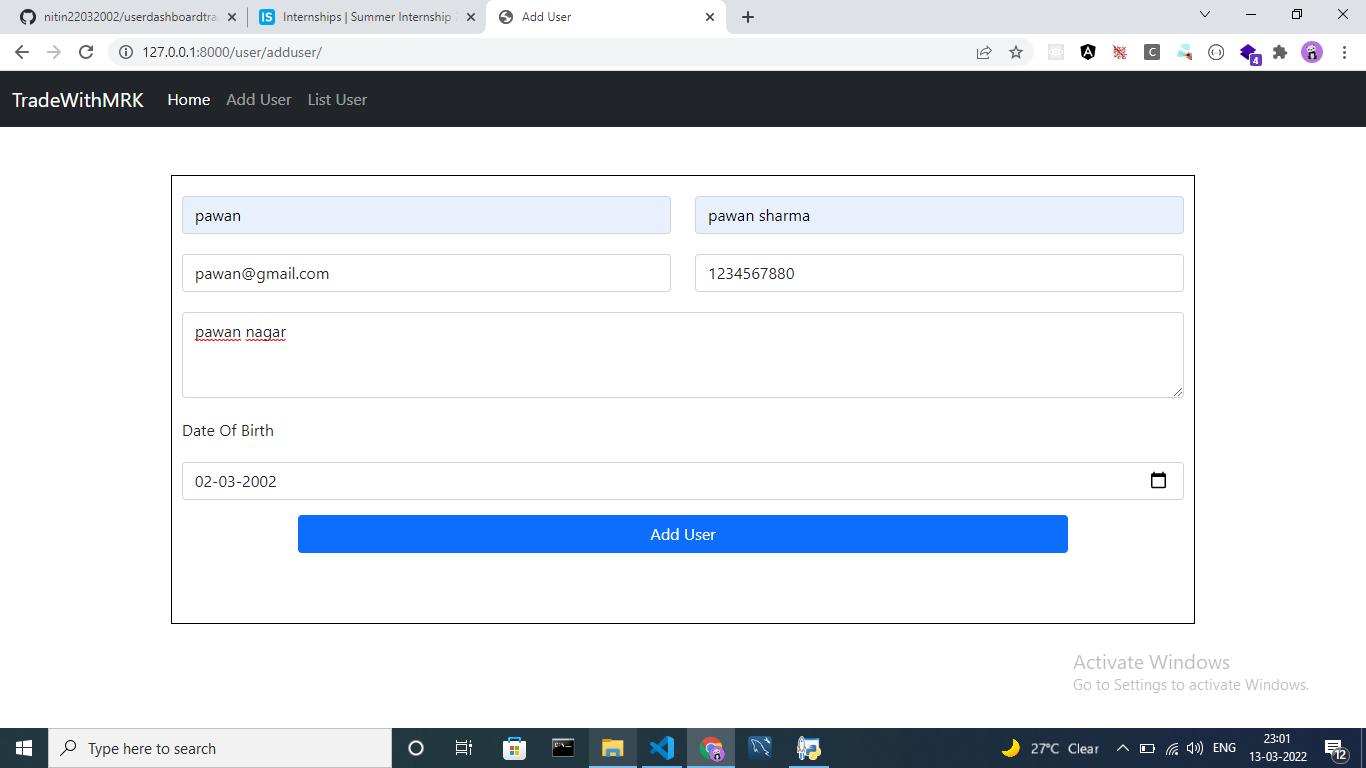 nitin22032002/userdashboardtra
Internships | Summer Internship 2
Add User
127.0.0.1:8000/user/adduser/
4
TradeWithMRK Home Add User List User
pawan
pawan sharma
pawan@gmail.com
1234567880
pawan nagar
Date Of Birth
02-03-2002
Add User
Activate Windows
Go to Settings to activate Windows.
Type here to search
27°C Clear
ENG
23:01
13-03-2022
12